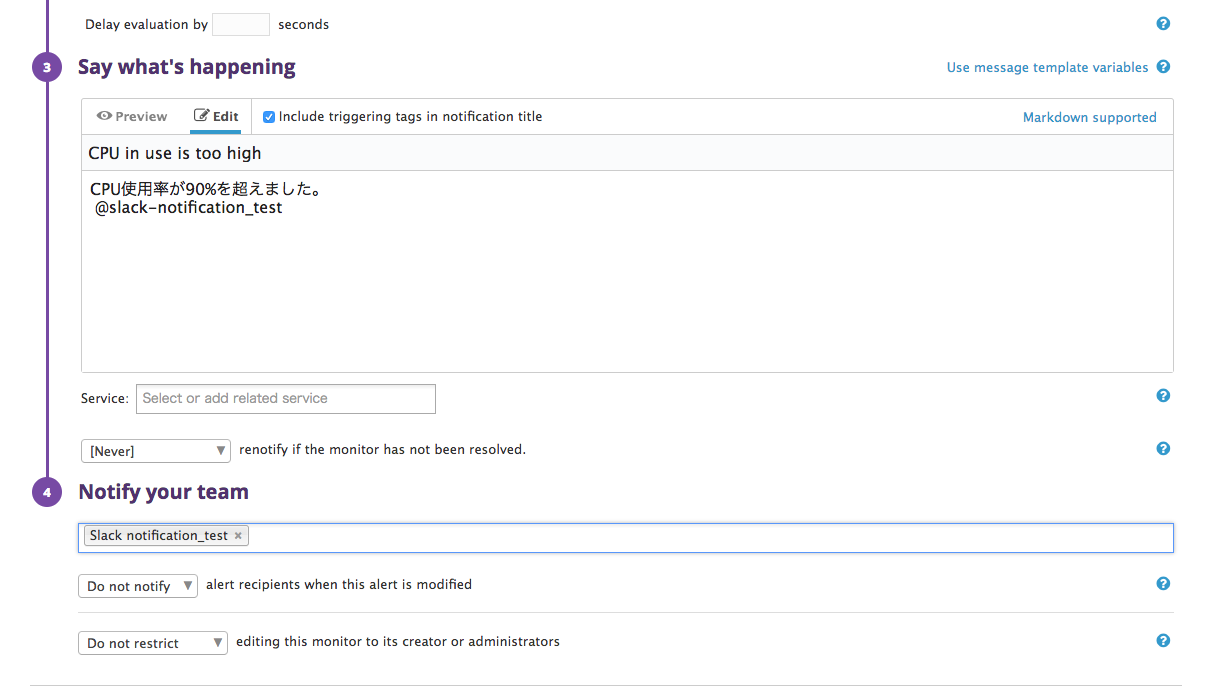 Delay evaluation by seconds
3 Say what's happening Use message template variables
Preview Edit Include triggering tags in notification title Markdown supported
CPU in use is too high
CPU使用率が90%を超えました。
@slack-notification_test
Service: Select or add related service
[Never] renotify if the monitor has not been resolved.
4 Notify your team
Slack notification_test ×
Do not notify alert recipients when this alert is modified
Do not restrict editing this monitor to its creator or administrators